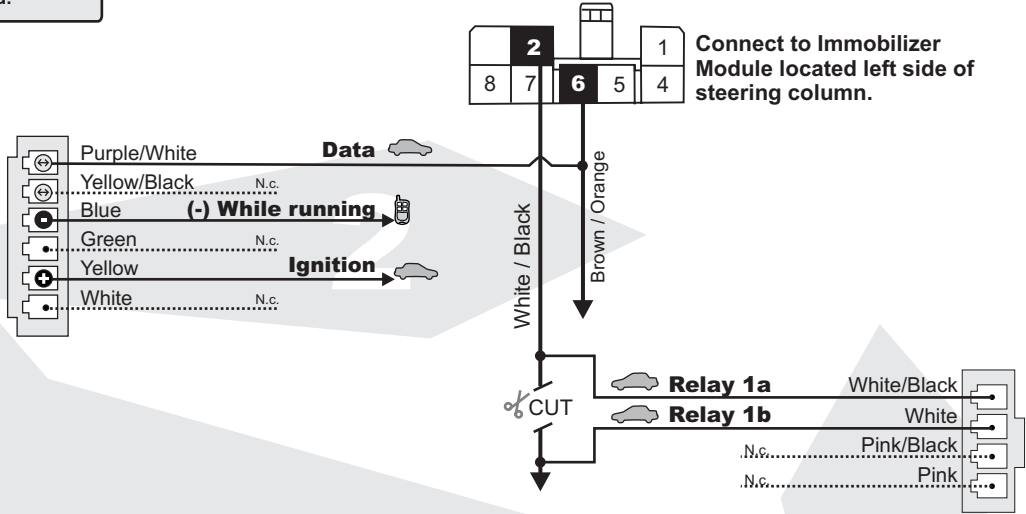 2
1
8
7
6
5
4
Connect to Immobilizer
Module located left side of
steering column.
Purple/White
Data
Yellow/Black
N.c.
Blue
(-) While running
Green
N.c.
Yellow
Ignition
White
N.c.
2
White / Black
Brown / Orange
CUT
Relay 1a
White/Black
Relay 1b
White
N.c.
Pink/Black
N.c.
Pink